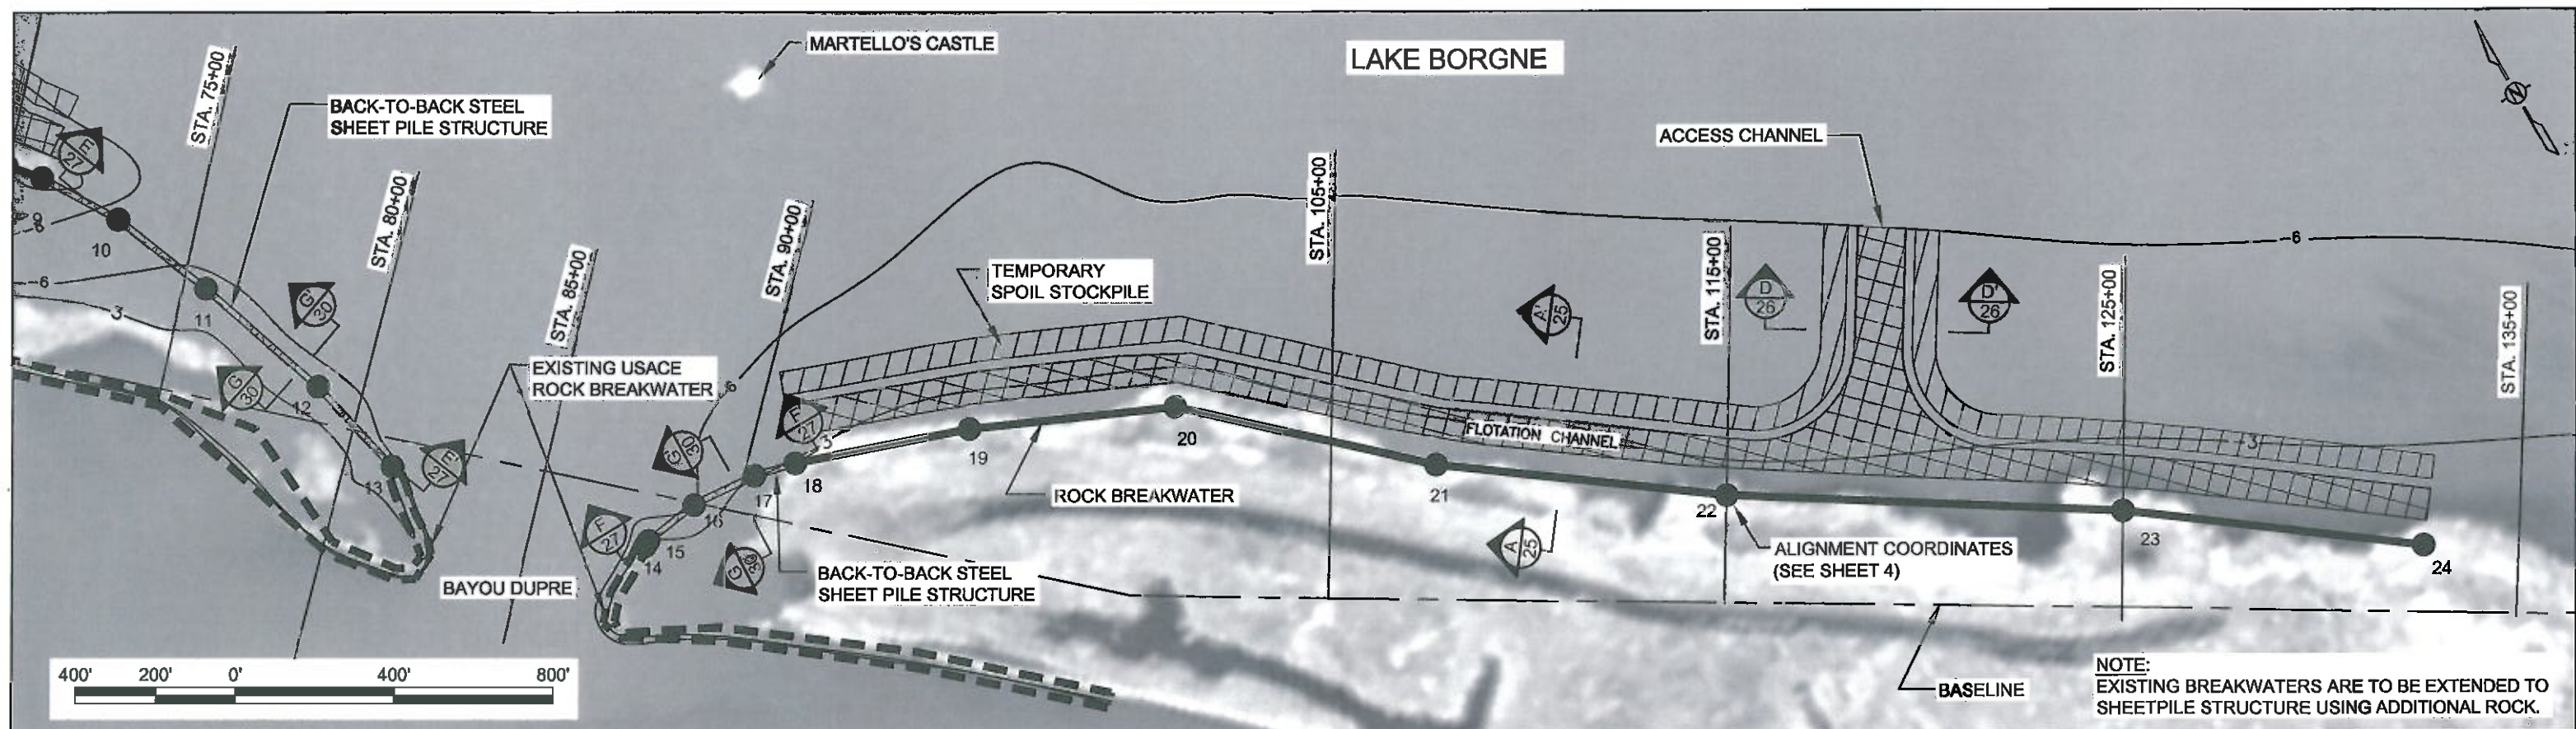 LAKE BORGNE
MARTELLO'S CASTLE
N
STA. 75+00
BACK-TO-BACK STEEL
SHEET PILE STRUCTURE
ACCESS CHANNEL
E
27
STA. 80+00
STA. 85+00
STA. 90+00
STA. 105+00
STA. 115+00
STA. 125+00
STA. 135+00
9
10
-6
-6
3
11
G'
30
TEMPORARY
SPOIL STOCKPILE
A'
25
D
26
D'
26
-6
EXISTING USACE
ROCK BREAKWATER
G
30
12
13
E'
27
F'
27
3
G'
30
17
18
19
20
FLOTATION CHANNEL
21
22
3
23
24
ROCK BREAKWATER
16
F
27
15
14
G
30
A
25
ALIGNMENT COORDINATES
(SEE SHEET 4)
BAYOU DUPRE
BACK-TO-BACK STEEL
SHEET PILE STRUCTURE
BASELINE
400' 200' 0' 400' 800'
NOTE:
EXISTING BREAKWATERS ARE TO BE EXTENDED TO
SHEETPILE STRUCTURE USING ADDITIONAL ROCK.